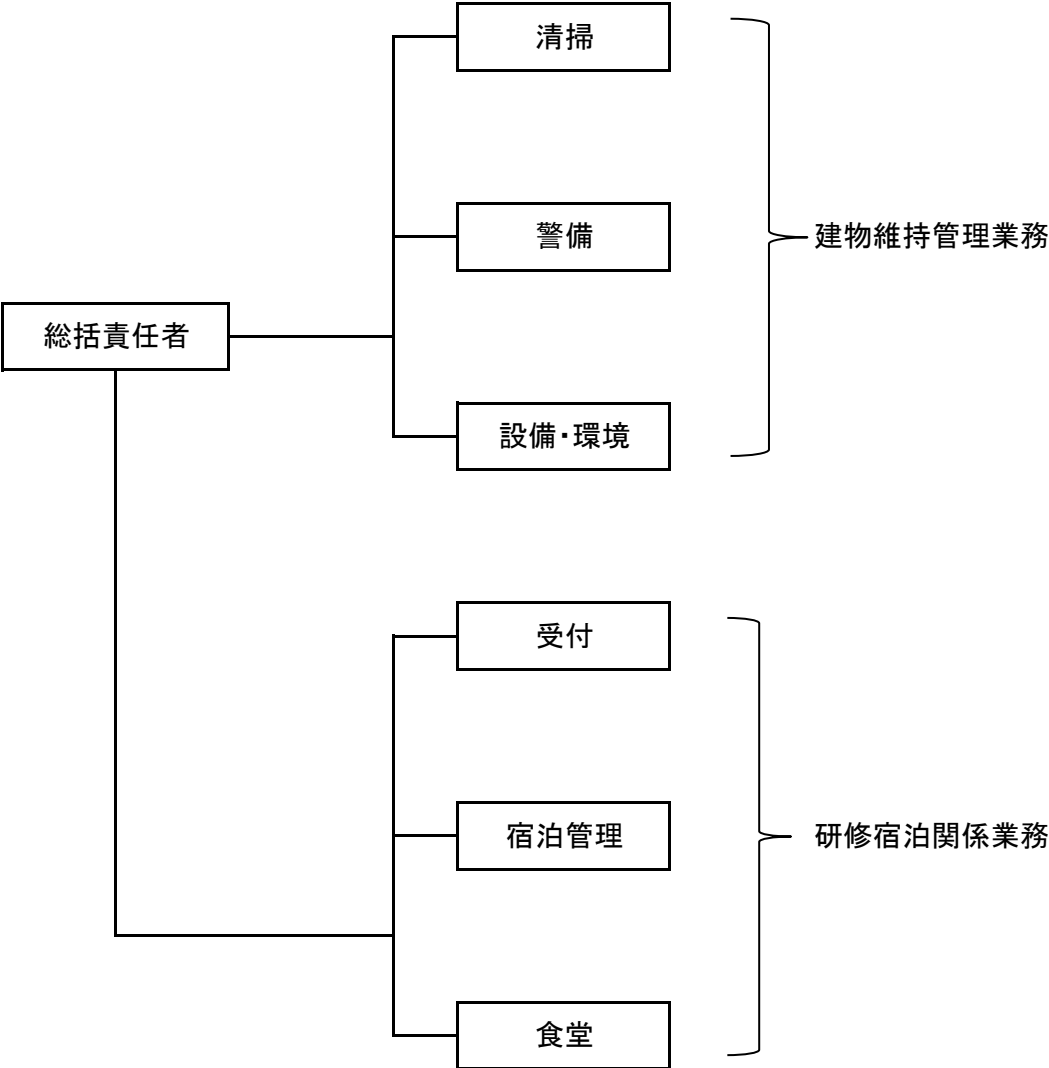 清掃
警備
建物維持管理業務
総括責任者
設備・環境
受付
宿泊管理
研修宿泊関係業務
食堂